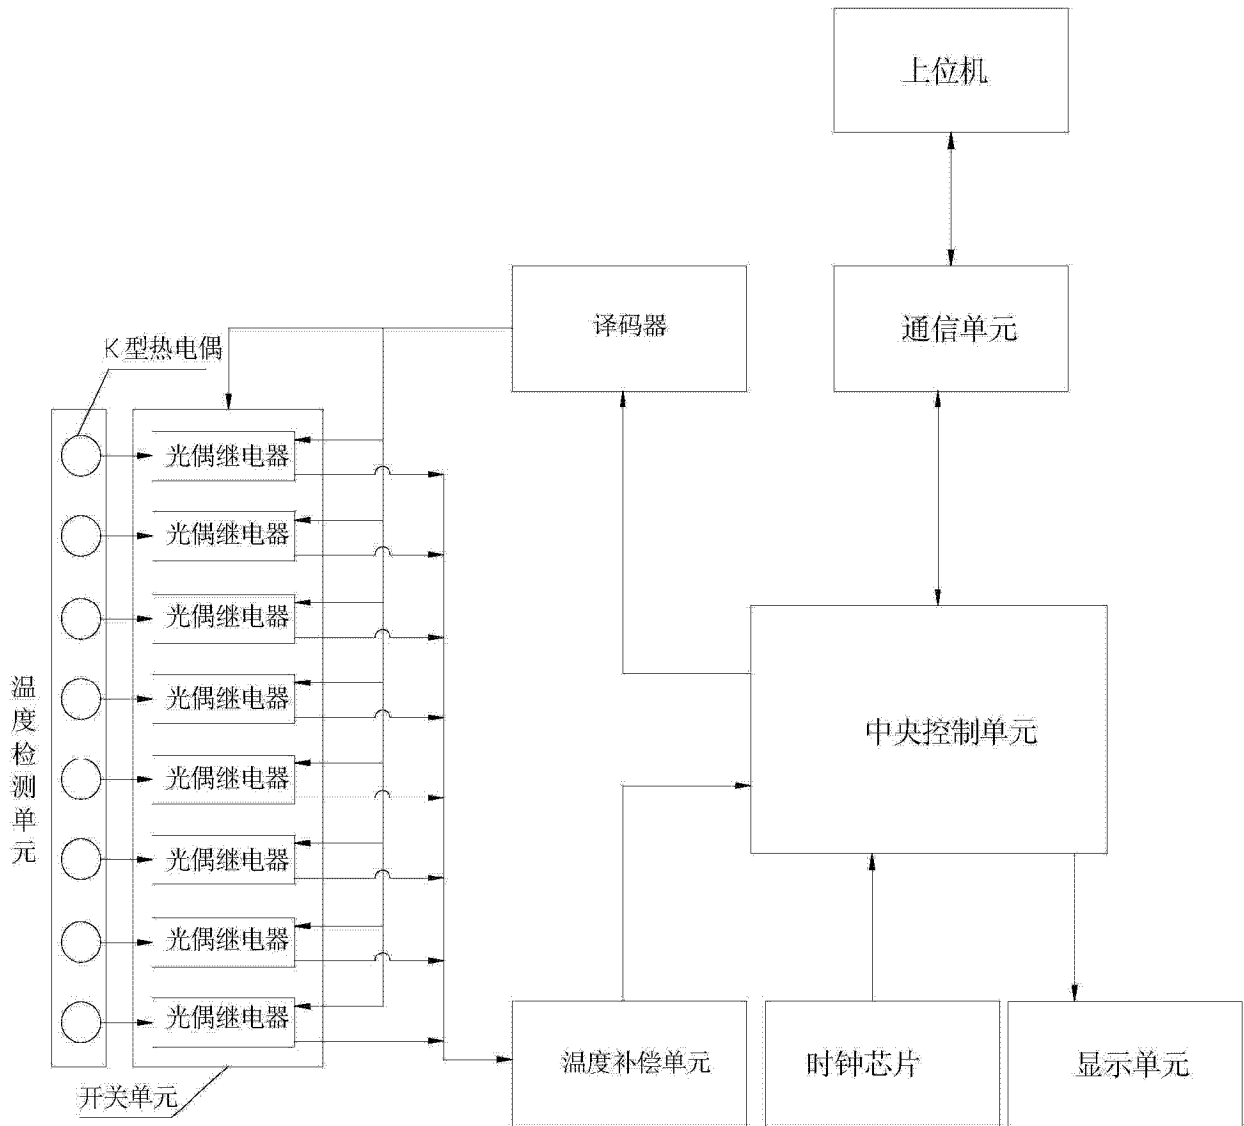 上位机
译码器
通信单元
K型热电偶
光偶继电器
光偶继电器
光偶继电器
光偶继电器
光偶继电器
光偶继电器
光偶继电器
光偶继电器
温度检测单元
中央控制单元
温度补偿单元
时钟芯片
显示单元
开关单元